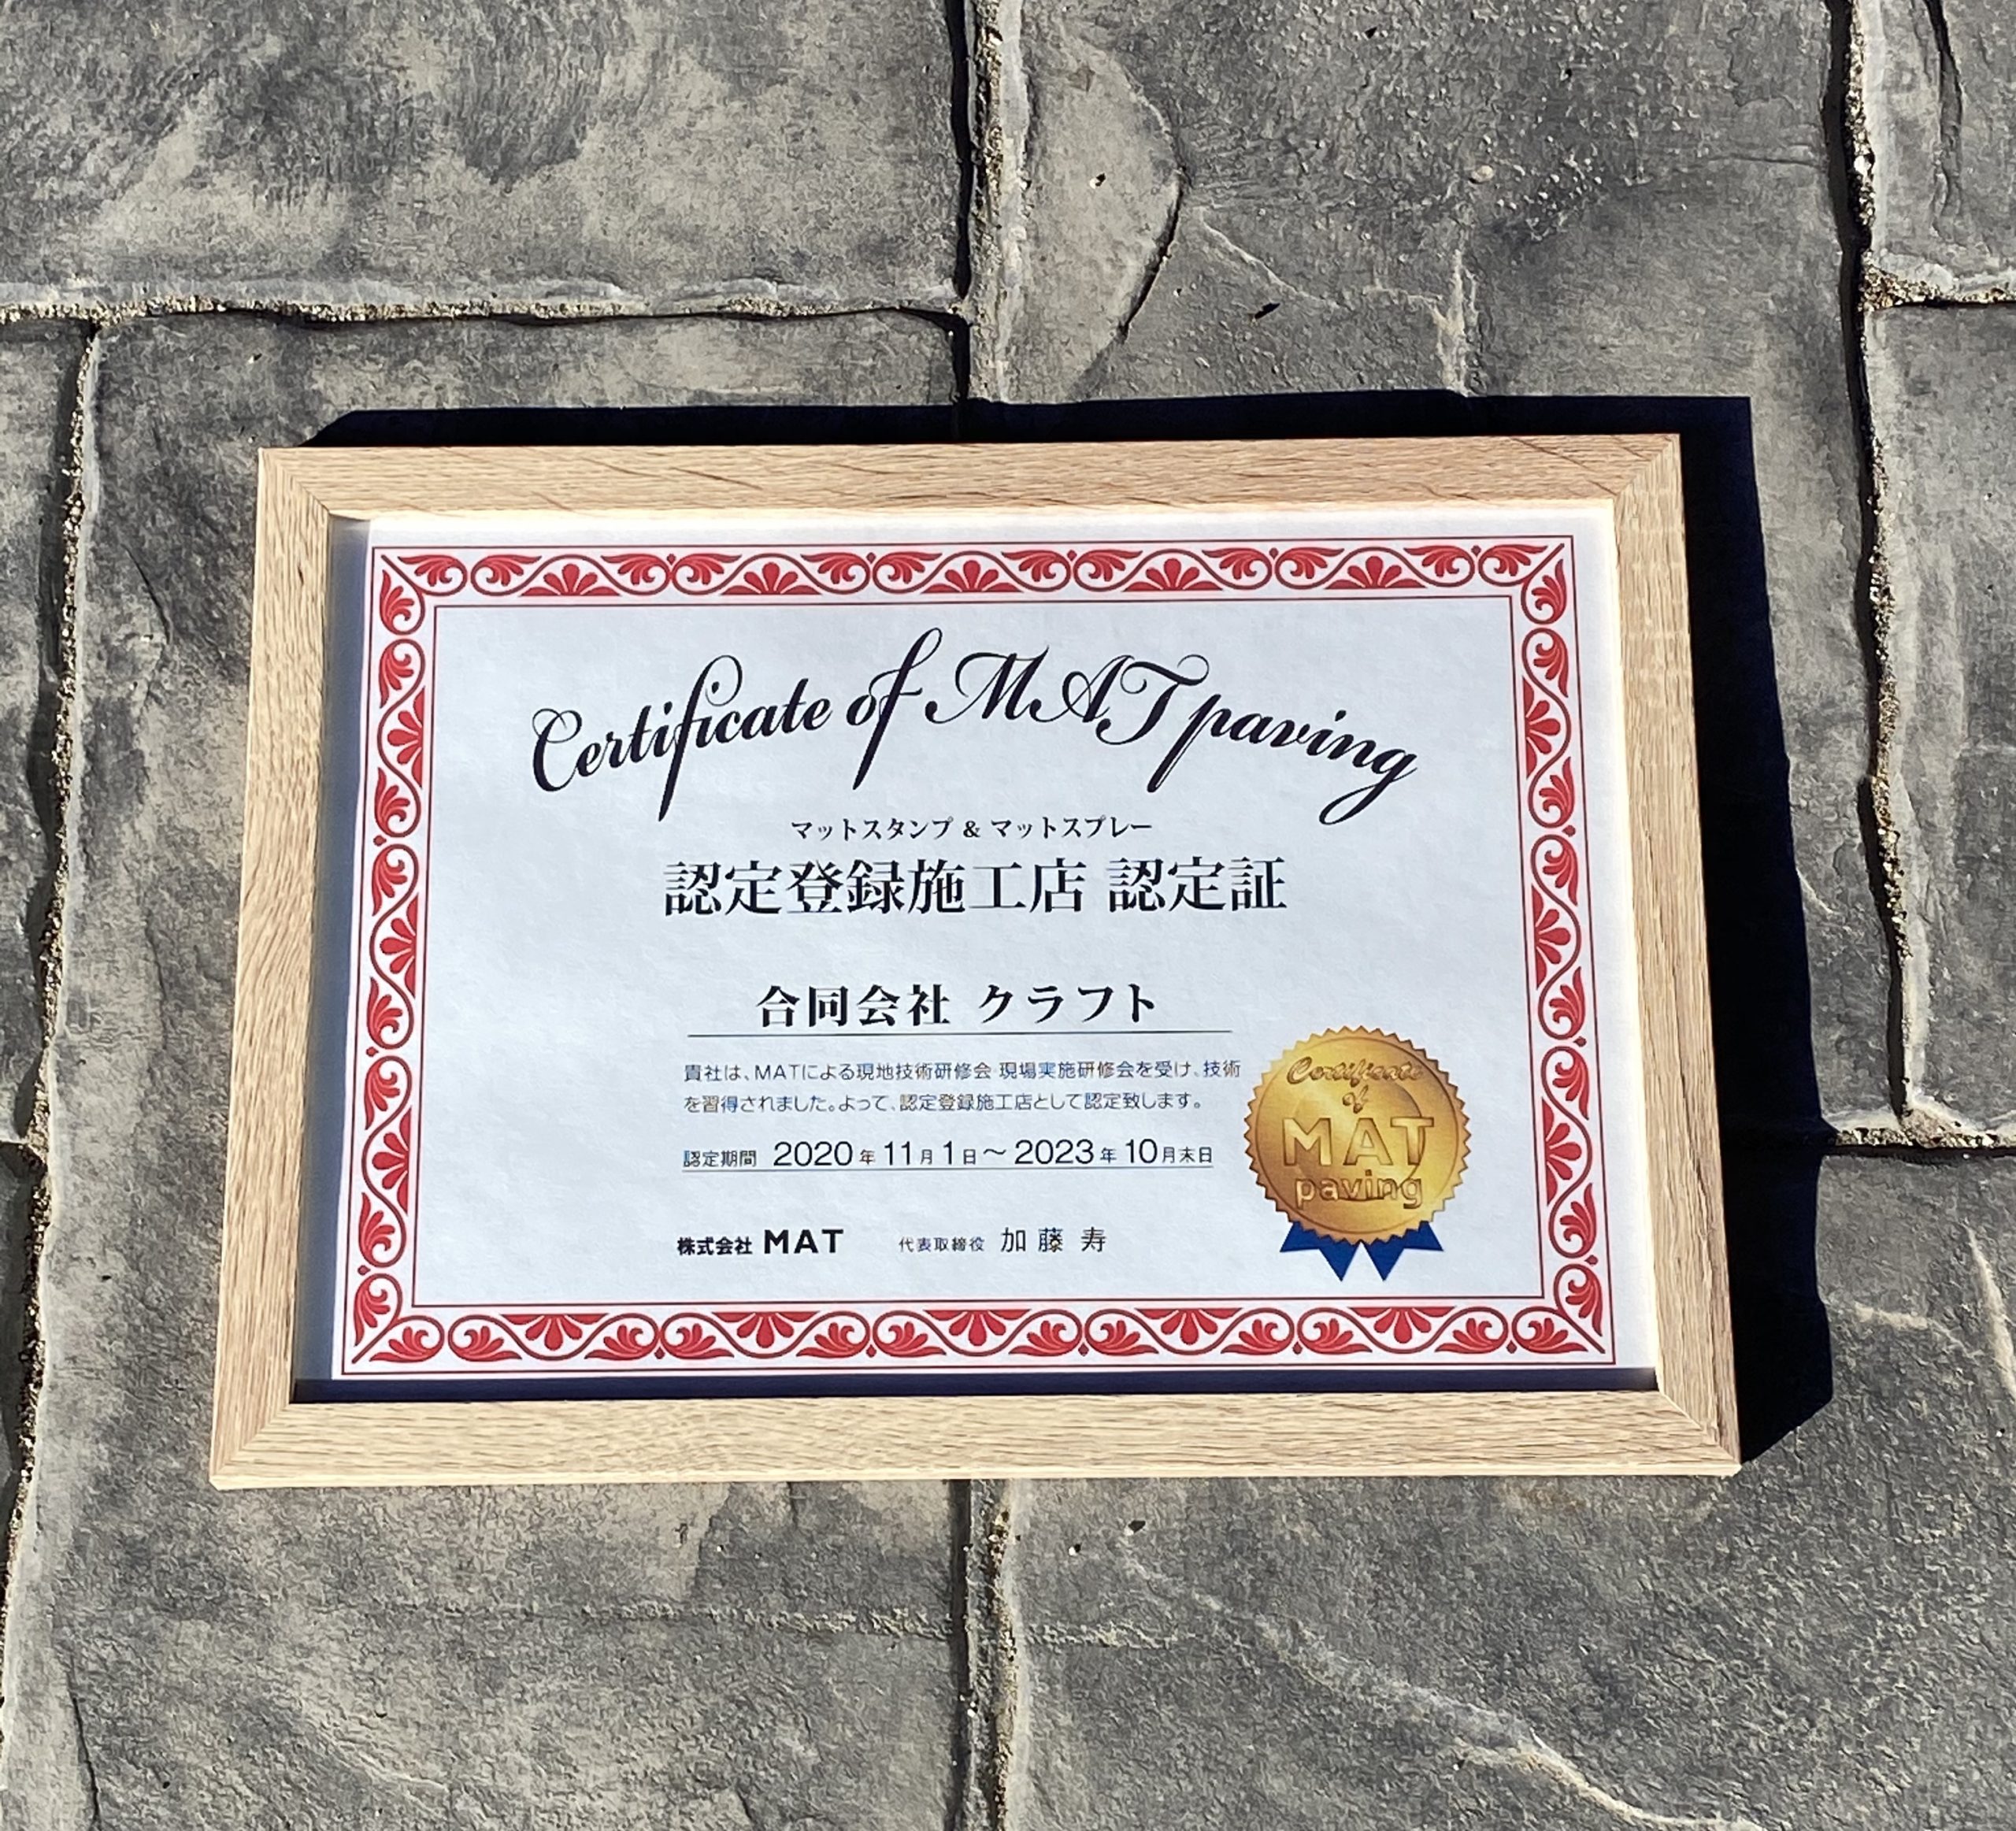 Certificate of MAT paving
マットスタンプ & マットスプレー
認定登録施工店 認定証
合同会社 クラフト
貴社は、MATによる現地技術研修会・現場実施研修会を受け、技術
を習得されました。よって、認定登録施工店として認定致します。
認定期間 2020年11月1日～2023年10月末日
株式会社 MAT 代表取締役 加藤 寿
Certificate
of
MAT
paving